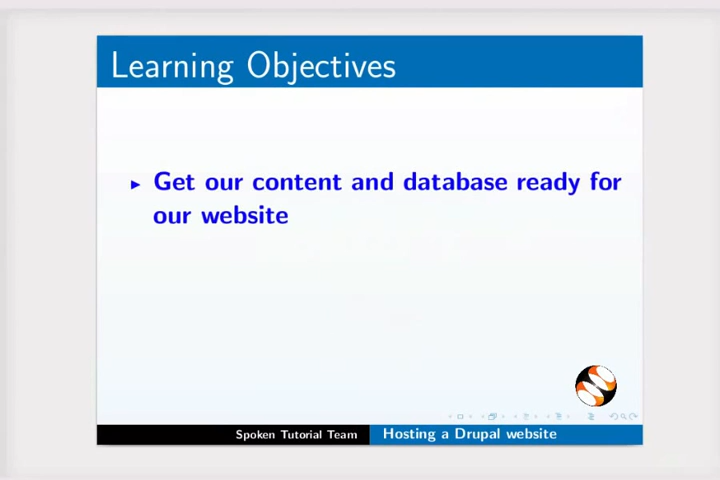 Learning Objectives
Get our content and database ready for
our website
Spoken Tutorial Team
Hosting a Drupal website